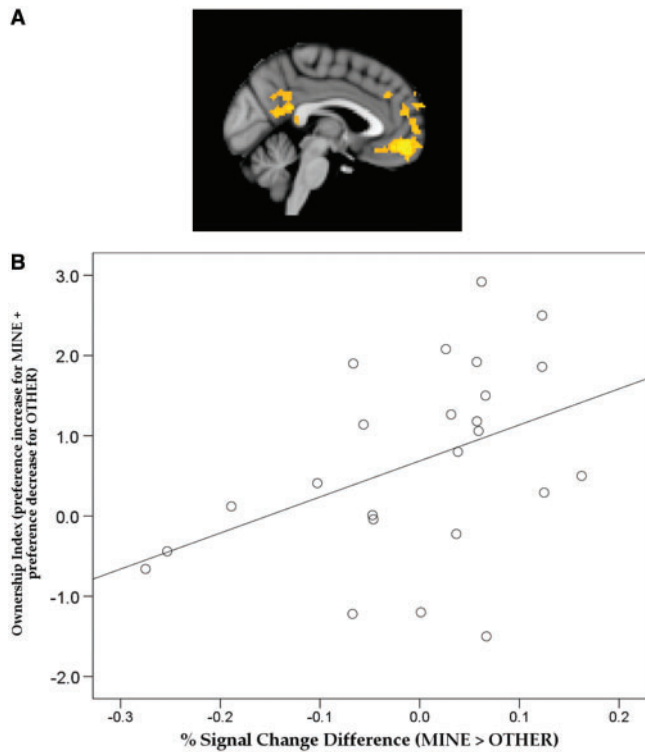 A
B
Ownership Index (preference increase for MINE +
preference decrease for OTHER)
3.0
2.0
1.0
0.0
-1.0
-2.0
-0.3
-0.2
-0.1
0.0
0.1
0.2
% Signal Change Difference (MINE > OTHER)